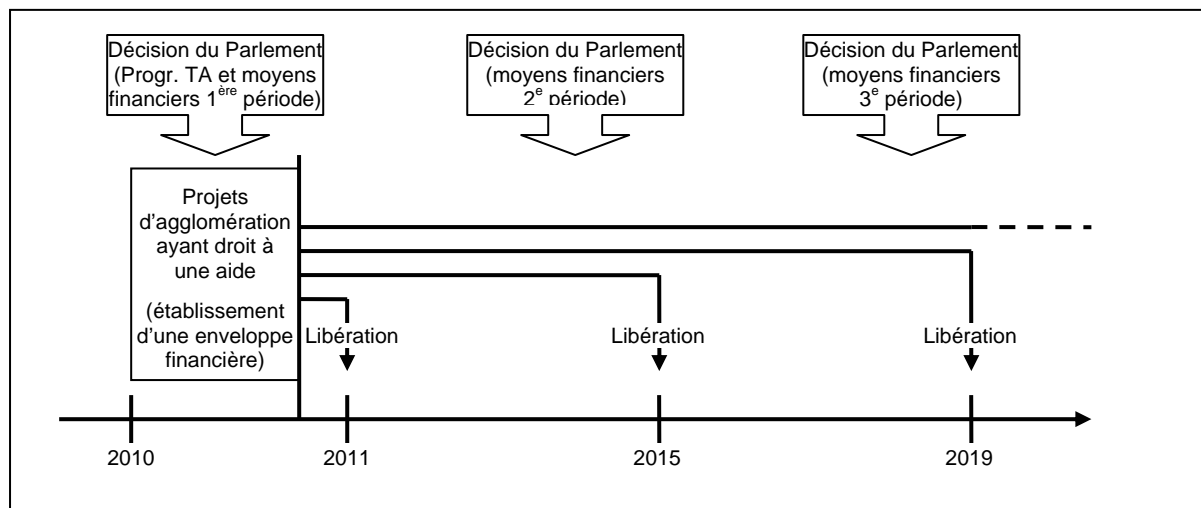 Décision du Parlement
(Progr. TA et moyens
financiers 1ère période)
Décision du Parlement
(moyens financiers
2e période)
Décision du Parlement
(moyens financiers
3e période)
Projets
d’agglomération
ayant droit à
une aide
(établissement
d’une enveloppe
financière)
Libération
Libération
Libération
2010
2011
2015
2019